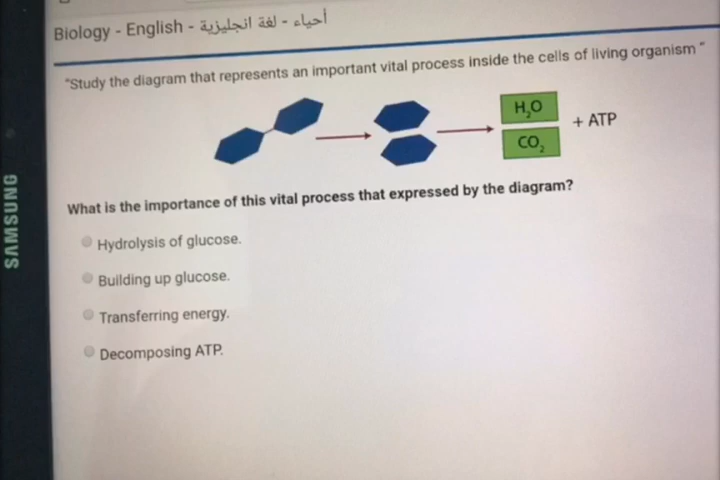 Biology - English - أحياء - لغة انجليزية
"Study the diagram that represents an important vital process inside the cells of living organism "
H₂O
+ ATP
CO₂
What is the importance of this vital process that expressed by the diagram?
Hydrolysis of glucose.
Building up glucose.
Transferring energy.
Decomposing ATP.
SAMSUNG